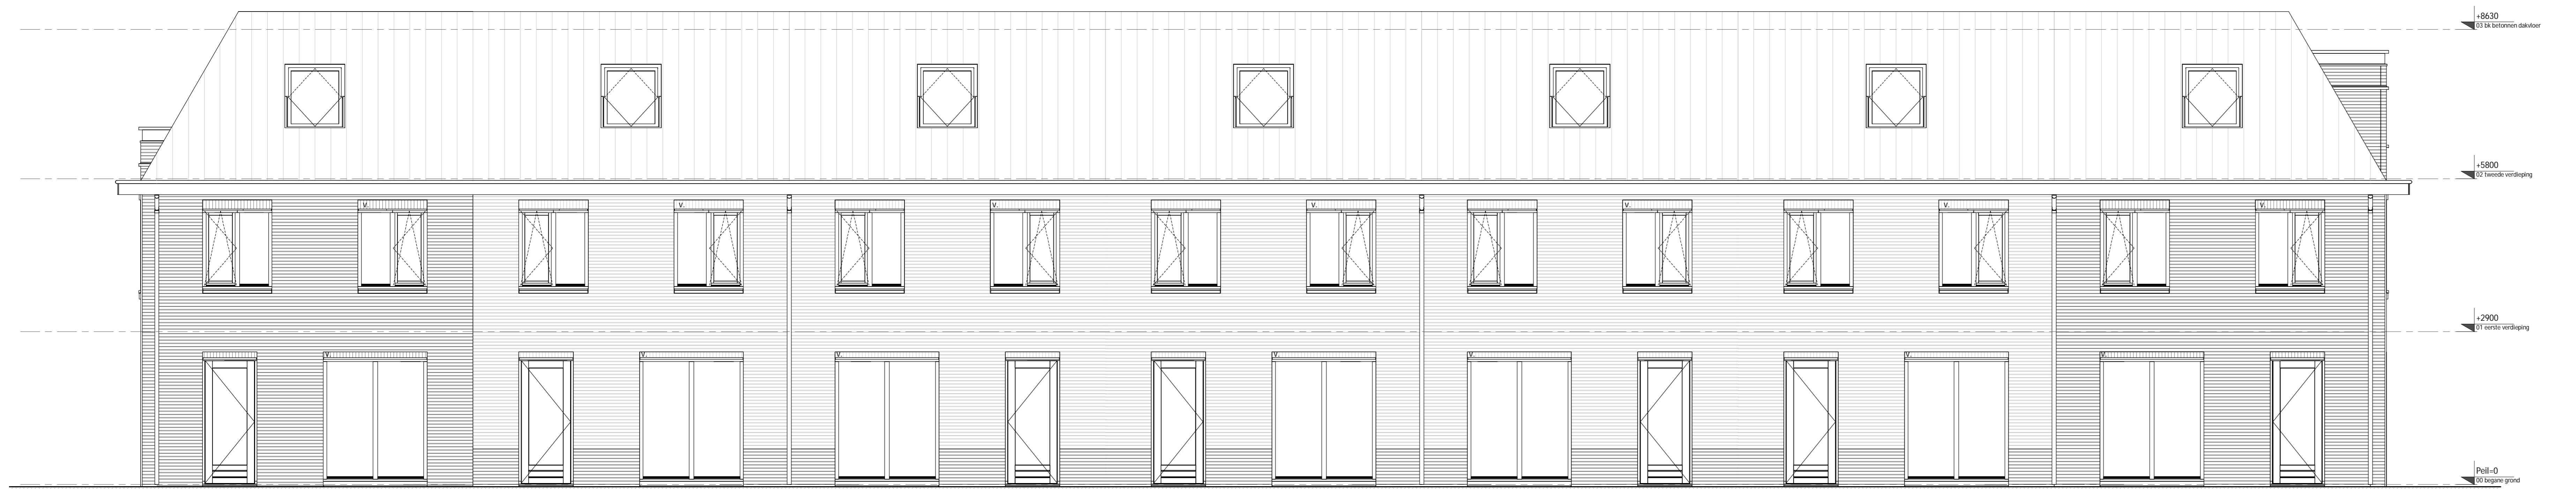 +8630
03 bk betonnen dakvloer
+5800
02 tweede verdieping
V. V. V. V. V. V. V.
+2900
01 eerste verdieping
V. V. V. V. V. V. V.
Peil=0
00 begane grond